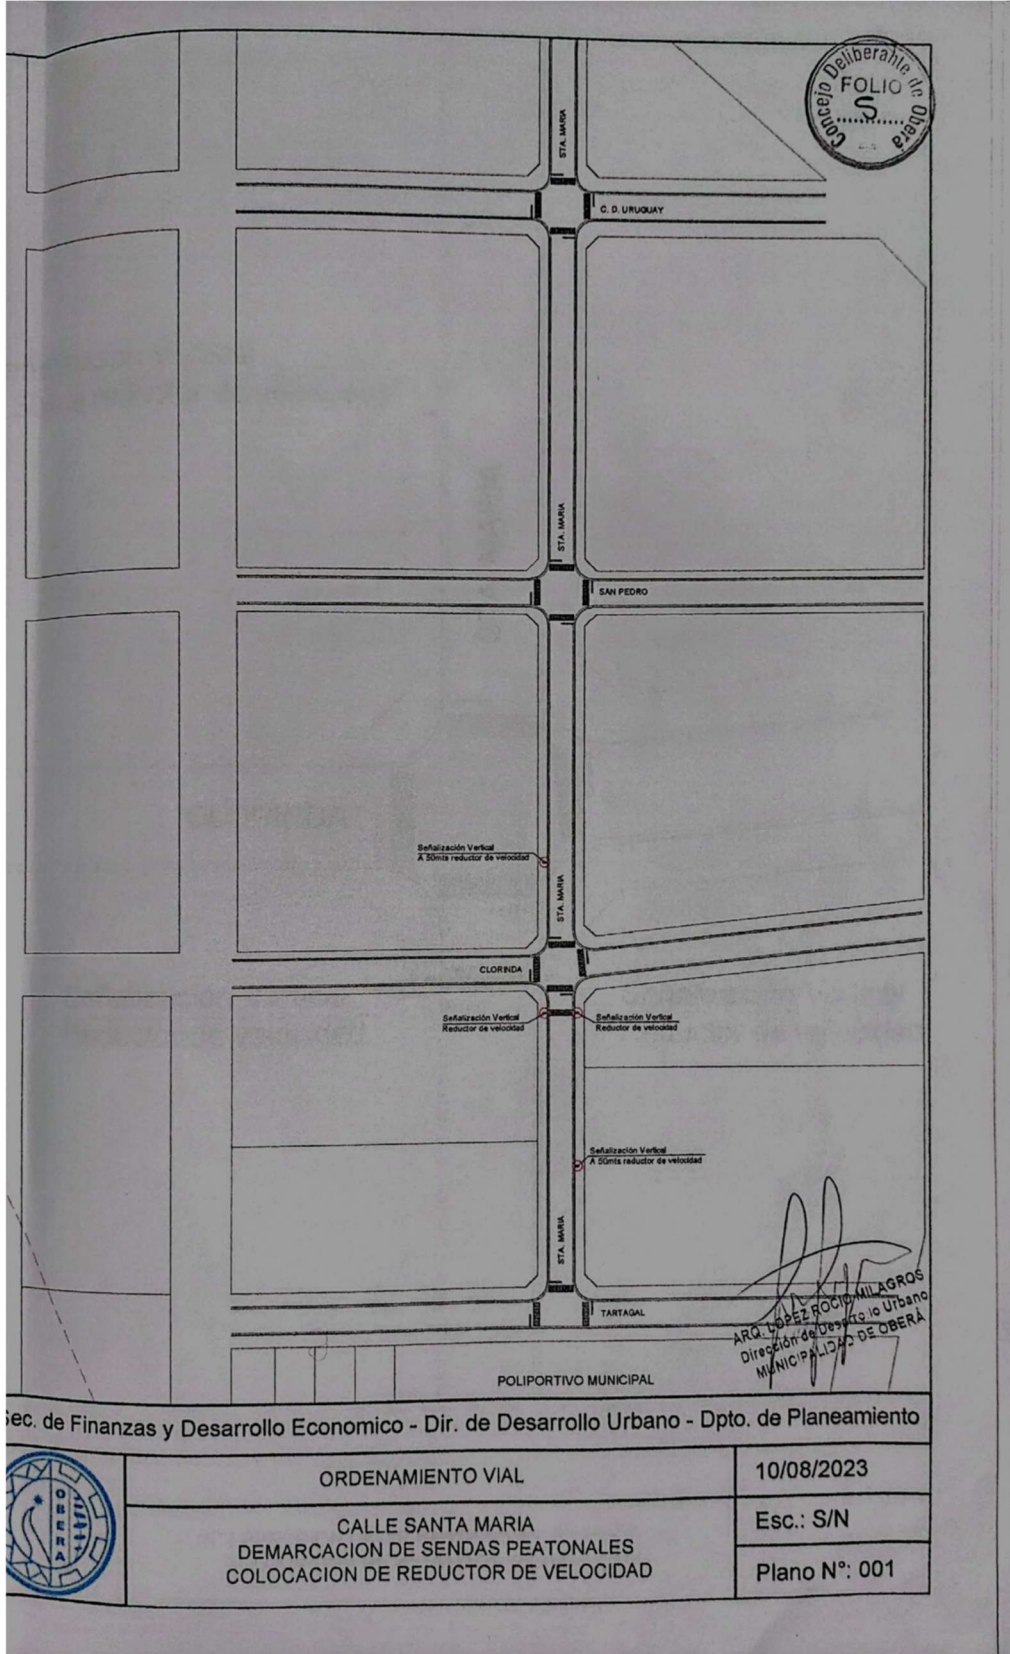 Concejo Deliberante de Oberá
FOLIO
5
STA. MARIA
C. D. URUGUAY
STA. MARIA
SAN PEDRO
Señalización Vertical
A 50mts reductor de velocidad
STA. MARIA
CLORINDA
Señalización Vertical
Reductor de velocidad
Señalización Vertical
Reductor de velocidad
Señalización Vertical
A 50mts reductor de velocidad
STA. MARIA
TARTAGAL
ARQ. LOPEZ ROCIO MILAGROS
Dirección de Desarrollo Urbano
MUNICIPALIDAD DE OBERÁ
POLIPORTIVO MUNICIPAL
Sec. de Finanzas y Desarrollo Economico - Dir. de Desarrollo Urbano - Dpto. de Planeamiento
OBERA
ORDENAMIENTO VIAL
10/08/2023
CALLE SANTA MARIA
DEMARCACION DE SENDAS PEATONALES
COLOCACION DE REDUCTOR DE VELOCIDAD
Esc.: S/N
Plano N°: 001